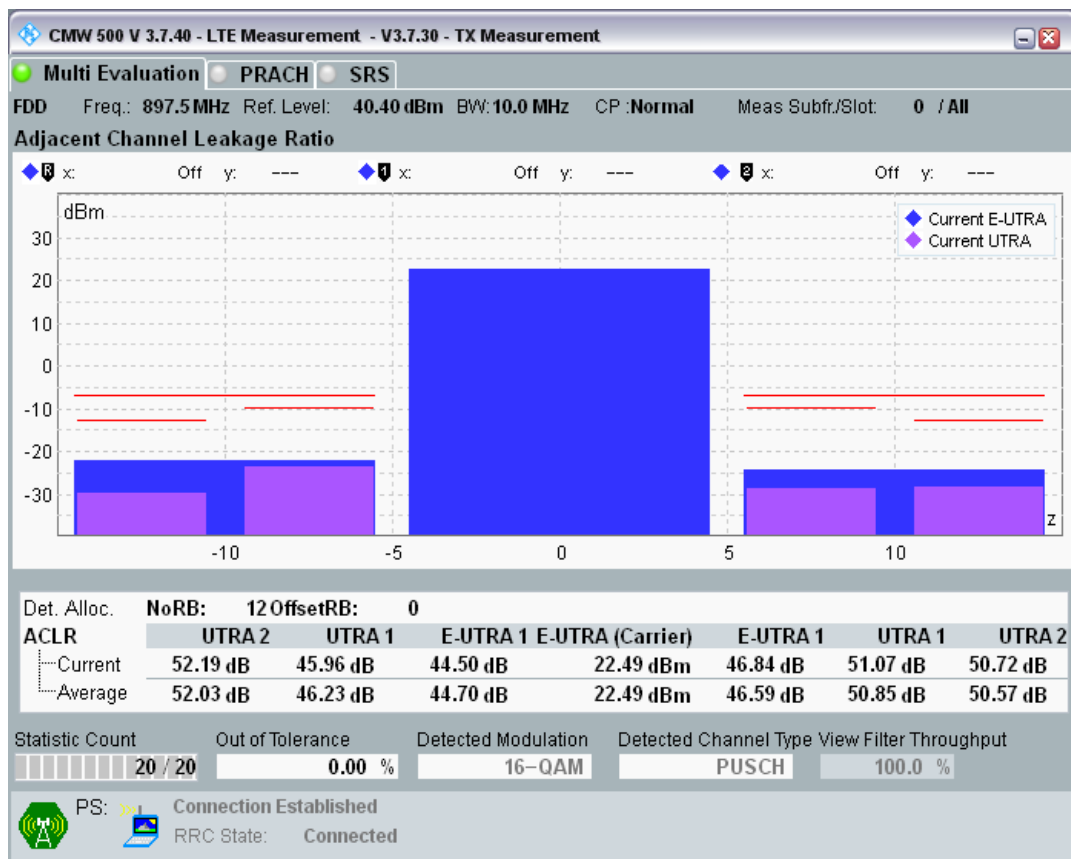 CMW 500 V 3.7.40 - LTE Measurement - V3.7.30 - TX Measurement
Multi Evaluation PRACH SRS
FDD Freq.: 897.5 MHz Ref. Level: 40.40 dBm BW: 10.0 MHz CP :Normal Meas Subfr./Slot: 0 / All
Adjacent Channel Leakage Ratio
R x: Off y: --- 1 x: Off y: --- 2 x: Off y: ---
dBm
Current E-UTRA
Current UTRA
30
20
10
0
-10
-20
-30
z
-10 -5 0 5 10
Det. Alloc. NoRB: 12 OffsetRB: 0
ACLR UTRA 2 UTRA 1 E-UTRA 1 E-UTRA (Carrier) E-UTRA 1 UTRA 1 UTRA 2
Current 52.19 dB 45.96 dB 44.50 dB 22.49 dBm 46.84 dB 51.07 dB 50.72 dB
Average 52.03 dB 46.23 dB 44.70 dB 22.49 dBm 46.59 dB 50.85 dB 50.57 dB
Statistic Count Out of Tolerance Detected Modulation Detected Channel Type View Filter Throughput
20 / 20 0.00 % 16-QAM PUSCH 100.0 %
PS: Connection Established
RRC State: Connected